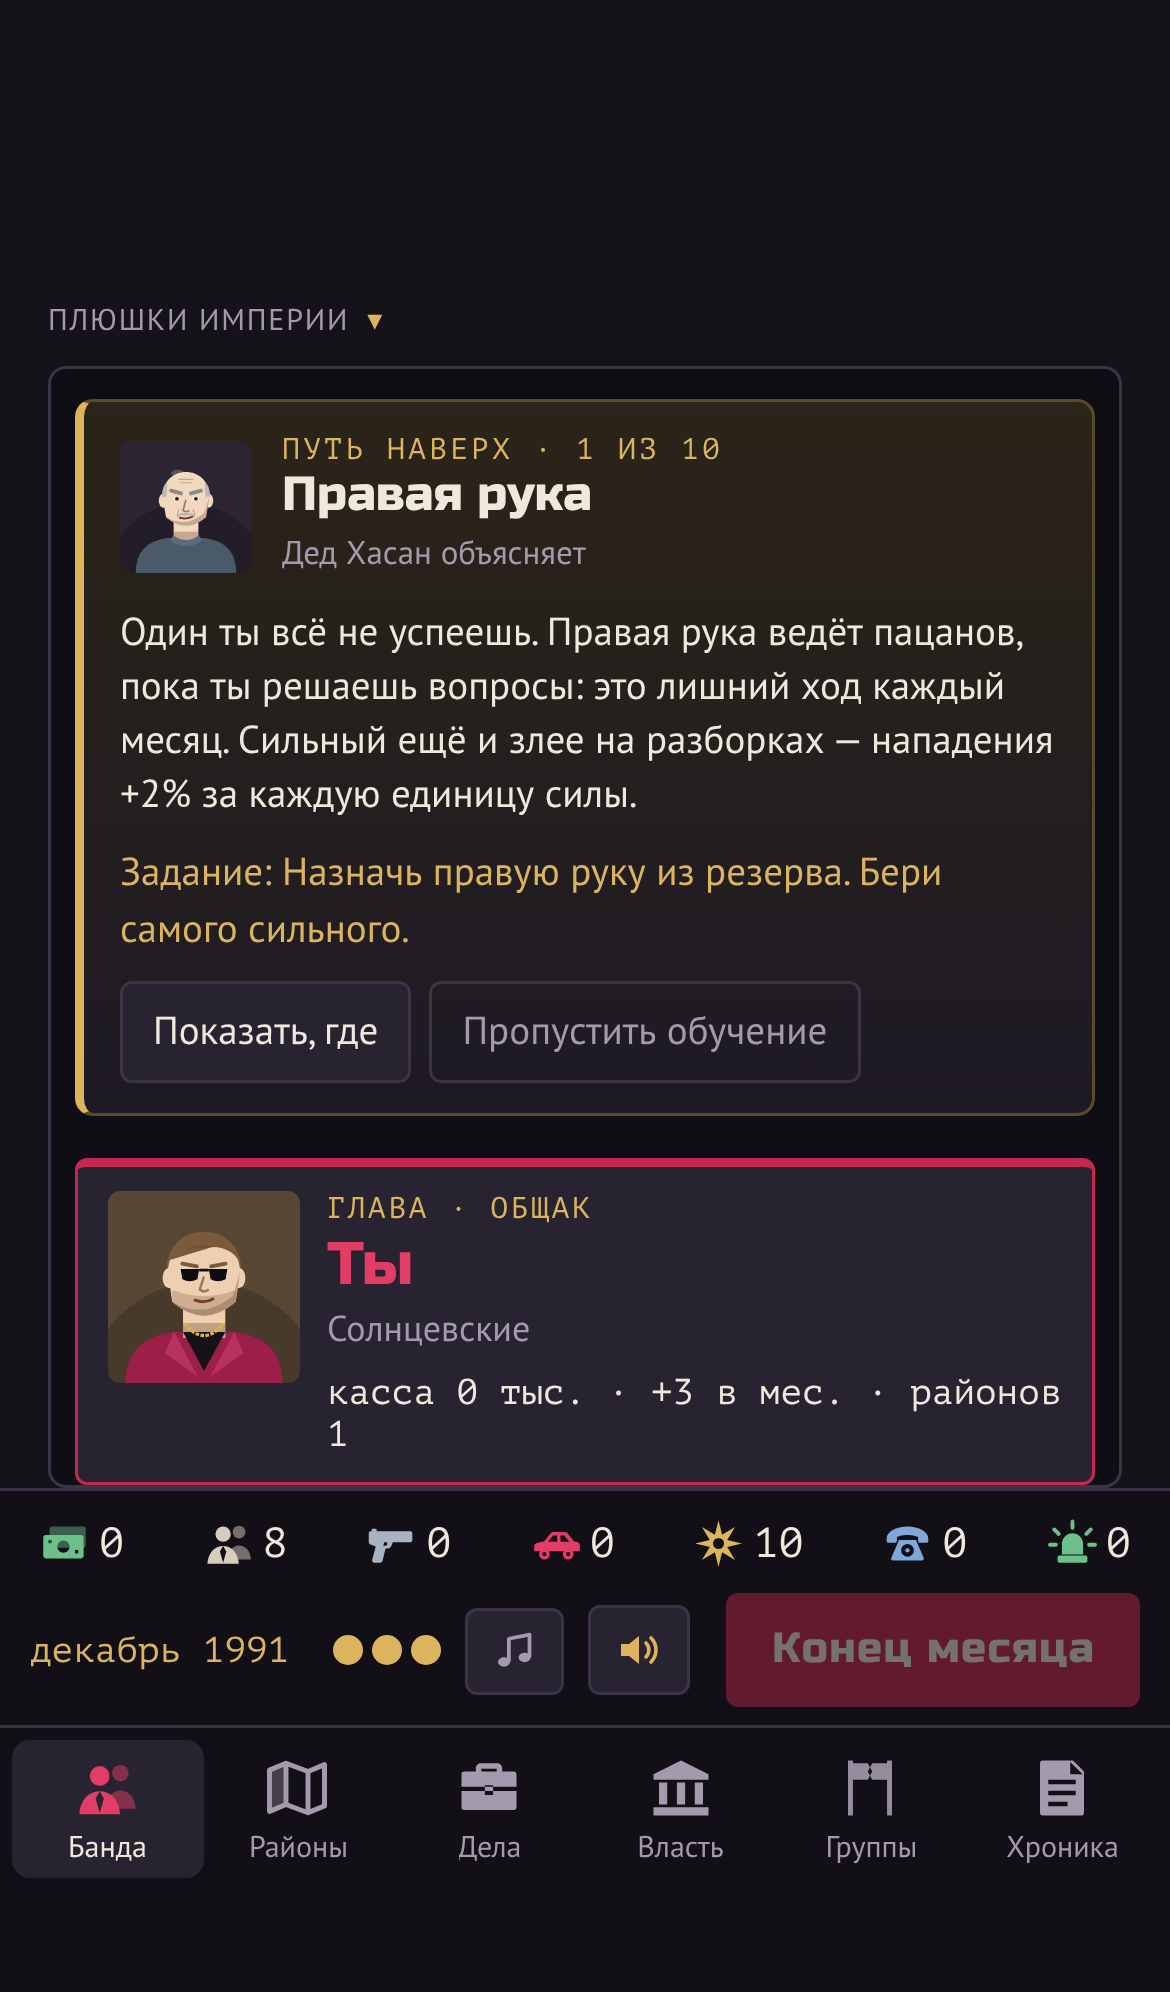 ПЛЮШКИ ИМПЕРИИ ▼
ПУТЬ НАВЕРХ · 1 ИЗ 10
Правая рука
Дед Хасан объясняет
Один ты всё не успеешь. Правая рука ведёт пацанов,
пока ты решаешь вопросы: это лишний ход каждый
месяц. Сильный ещё и злее на разборках — нападения
+2% за каждую единицу силы.
Задание: Назначь правую руку из резерва. Бери
самого сильного.
Показать, где
Пропустить обучение
ГЛАВА · ОБЩАК
Ты
Солнцевские
касса 0 тыс. · +3 в мес. · районов
1
0 8 0 0 10 0 0
декабрь 1991
Конец месяца
Банда Районы Дела Власть Группы Хроника